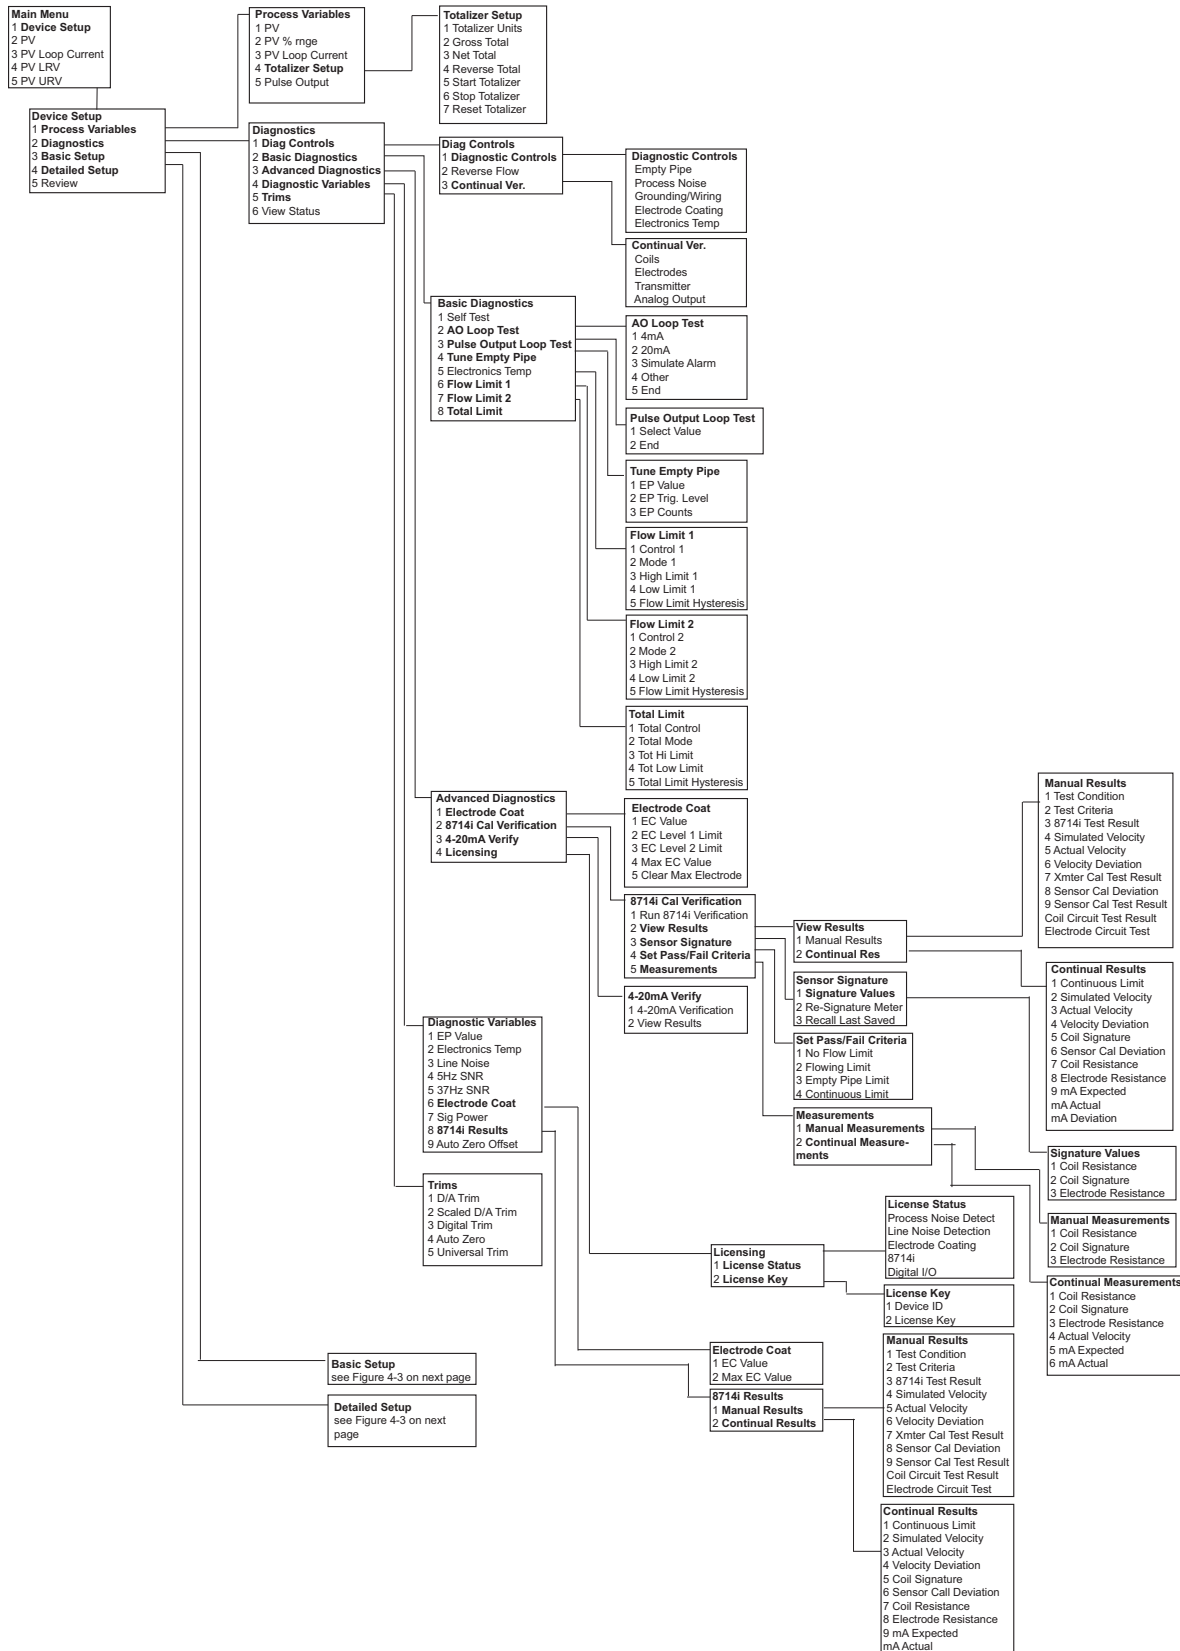 Main Menu
1 Device Setup
2 PV
3 PV Loop Current
4 PV LRV
5 PV URV
Process Variables
1 PV
2 PV % rnge
3 PV Loop Current
4 Totalizer Setup
5 Pulse Output
Totalizer Setup
1 Totalizer Units
2 Gross Total
3 Net Total
4 Reverse Total
5 Start Totalizer
6 Stop Totalizer
7 Reset Totalizer
Device Setup
1 Process Variables
2 Diagnostics
3 Basic Setup
4 Detailed Setup
5 Review
Diagnostics
1 Diag Controls
2 Basic Diagnostics
3 Advanced Diagnostics
4 Diagnostic Variables
5 Trims
6 View Status
Diag Controls
1 Diagnostic Controls
2 Reverse Flow
3 Continual Ver.
Diagnostic Controls
Empty Pipe
Process Noise
Grounding/Wiring
Electrode Coating
Electronics Temp
Continual Ver.
Coils
Electrodes
Transmitter
Analog Output
Basic Diagnostics
1 Self Test
2 AO Loop Test
3 Pulse Output Loop Test
4 Tune Empty Pipe
5 Electronics Temp
6 Flow Limit 1
7 Flow Limit 2
8 Total Limit
AO Loop Test
1 4mA
2 20mA
3 Simulate Alarm
4 Other
5 End
Pulse Output Loop Test
1 Select Value
2 End
Tune Empty Pipe
1 EP Value
2 EP Trig. Level
3 EP Counts
Flow Limit 1
1 Control 1
2 Mode 1
3 High Limit 1
4 Low Limit 1
5 Flow Limit Hysteresis
Flow Limit 2
1 Control 2
2 Mode 2
3 High Limit 2
4 Low Limit 2
5 Flow Limit Hysteresis
Total Limit
1 Total Control
2 Total Mode
3 Tot Hi Limit
4 Tot Low Limit
5 Total Limit Hysteresis
Advanced Diagnostics
1 Electrode Coat
2 8714i Cal Verification
3 4-20mA Verify
4 Licensing
Electrode Coat
1 EC Value
2 EC Level 1 Limit
3 EC Level 2 Limit
4 Max EC Value
5 Clear Max Electrode
8714i Cal Verification
1 Run 8714i Verification
2 View Results
3 Sensor Signature
4 Set Pass/Fail Criteria
5 Measurements
4-20mA Verify
1 4-20mA Verification
2 View Results
View Results
1 Manual Results
2 Continual Res
Manual Results
1 Test Condition
2 Test Criteria
3 8714i Test Result
4 Simulated Velocity
5 Actual Velocity
6 Velocity Deviation
7 Xmter Cal Test Result
8 Sensor Cal Deviation
9 Sensor Cal Test Result
Coil Circuit Test Result
Electrode Circuit Test
Continual Results
1 Continuous Limit
2 Simulated Velocity
3 Actual Velocity
4 Velocity Deviation
5 Coil Signature
6 Sensor Cal Deviation
7 Coil Resistance
8 Electrode Resistance
9 mA Expected
mA Actual
mA Deviation
Sensor Signature
1 Signature Values
2 Re-Signature Meter
3 Recall Last Saved
Set Pass/Fail Criteria
1 No Flow Limit
2 Flowing Limit
3 Empty Pipe Limit
4 Continuous Limit
Measurements
1 Manual Measurements
2 Continual Measure-
ments
Signature Values
1 Coil Resistance
2 Coil Signature
3 Electrode Resistance
Manual Measurements
1 Coil Resistance
2 Coil Signature
3 Electrode Resistance
Continual Measurements
1 Coil Resistance
2 Coil Signature
3 Electrode Resistance
4 Actual Velocity
5 mA Expected
6 mA Actual
Diagnostic Variables
1 EP Value
2 Electronics Temp
3 Line Noise
4 5Hz SNR
5 37Hz SNR
6 Electrode Coat
7 Sig Power
8 8714i Results
9 Auto Zero Offset
Trims
1 D/A Trim
2 Scaled D/A Trim
3 Digital Trim
4 Auto Zero
5 Universal Trim
Licensing
1 License Status
2 License Key
License Status
Process Noise Detect
Line Noise Detection
Electrode Coating
8714i
Digital I/O
License Key
1 Device ID
2 License Key
Basic Setup
see Figure 4-3 on next page
Detailed Setup
see Figure 4-3 on next
page
Electrode Coat
1 EC Value
2 Max EC Value
8714i Results
1 Manual Results
2 Continual Results
Manual Results
1 Test Condition
2 Test Criteria
3 8714i Test Result
4 Simulated Velocity
5 Actual Velocity
6 Velocity Deviation
7 Xmter Cal Test Result
8 Sensor Cal Deviation
9 Sensor Cal Test Result
Coil Circuit Test Result
Electrode Circuit Test
Continual Results
1 Continuous Limit
2 Simulated Velocity
3 Actual Velocity
4 Velocity Deviation
5 Coil Signature
6 Sensor Call Deviation
7 Coil Resistance
8 Electrode Resistance
9 mA Expected
mA Actual